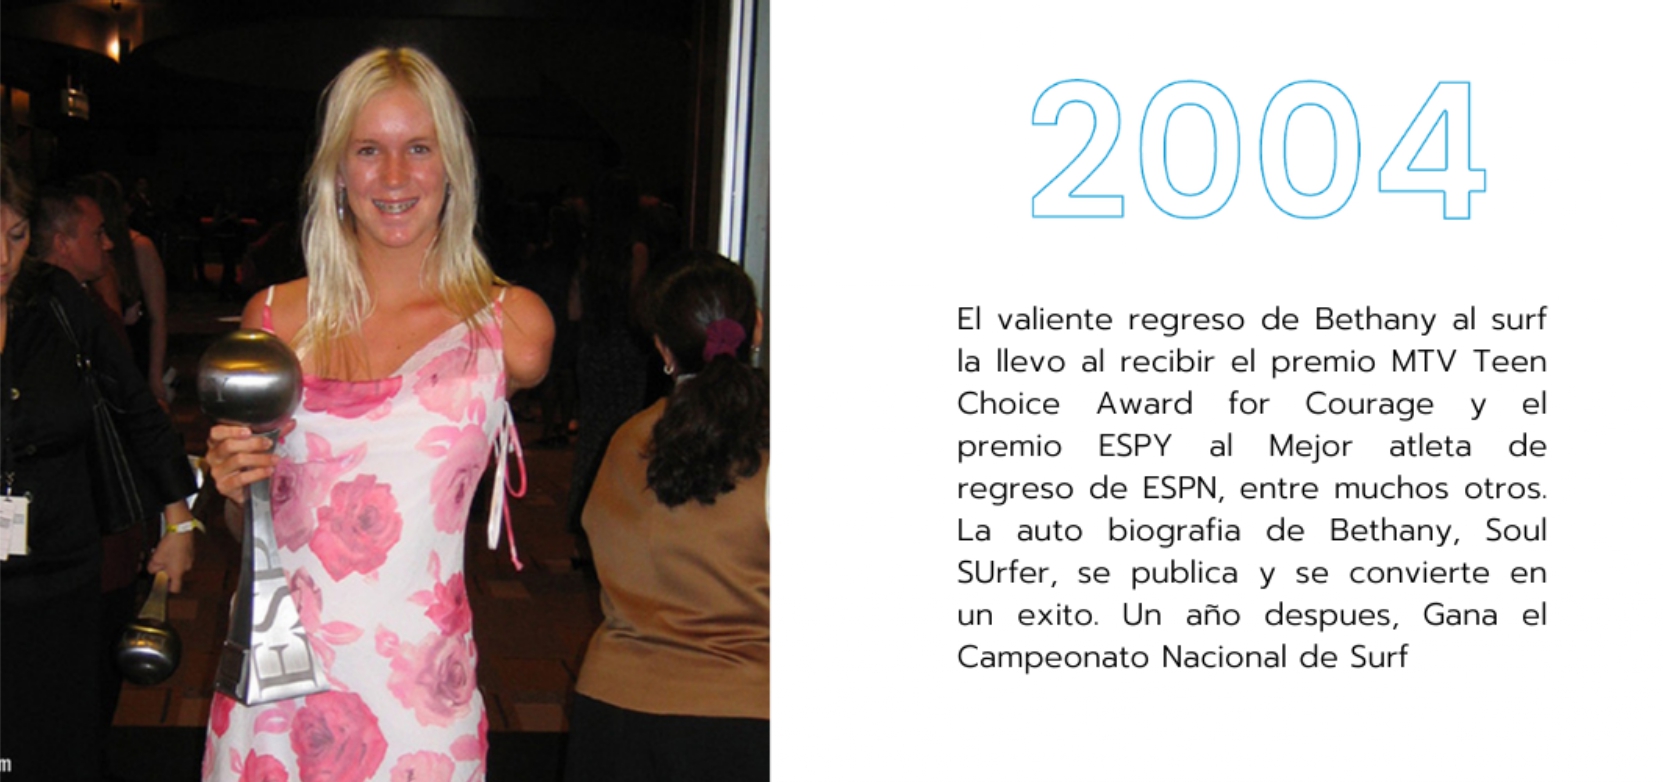 2004
El valiente regreso de Bethany al surf
la llevo al recibir el premio MTV Teen
Choice Award for Courage y el
premio ESPY al Mejor atleta de
regreso de ESPN, entre muchos otros.
La auto biografia de Bethany, Soul
SUrfer, se publica y se convierte en
un exito. Un año despues, Gana el
Campeonato Nacional de Surf
Y
ESP
m